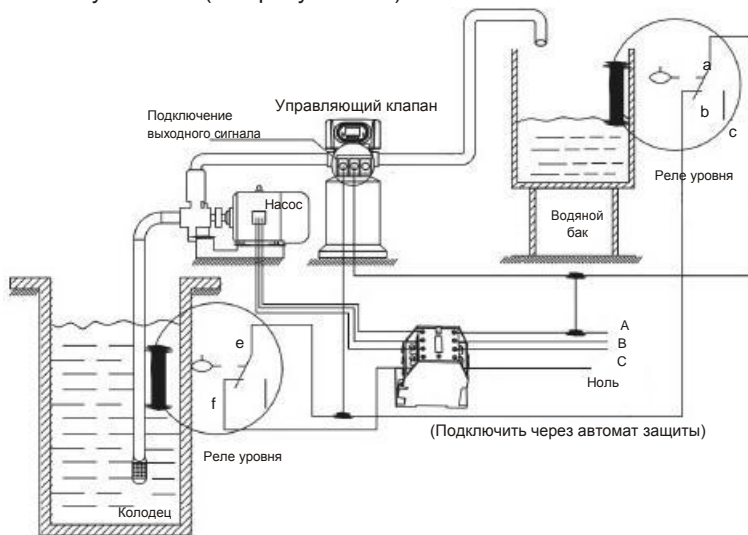 a
b
c
Управляющий клапан
Подключение
выходного сигнала
Реле уровня
Насос
Водяной
бак
A
B
C
Ноль
e
f
(Подключить через автомат защиты)
Реле уровня
Колодец